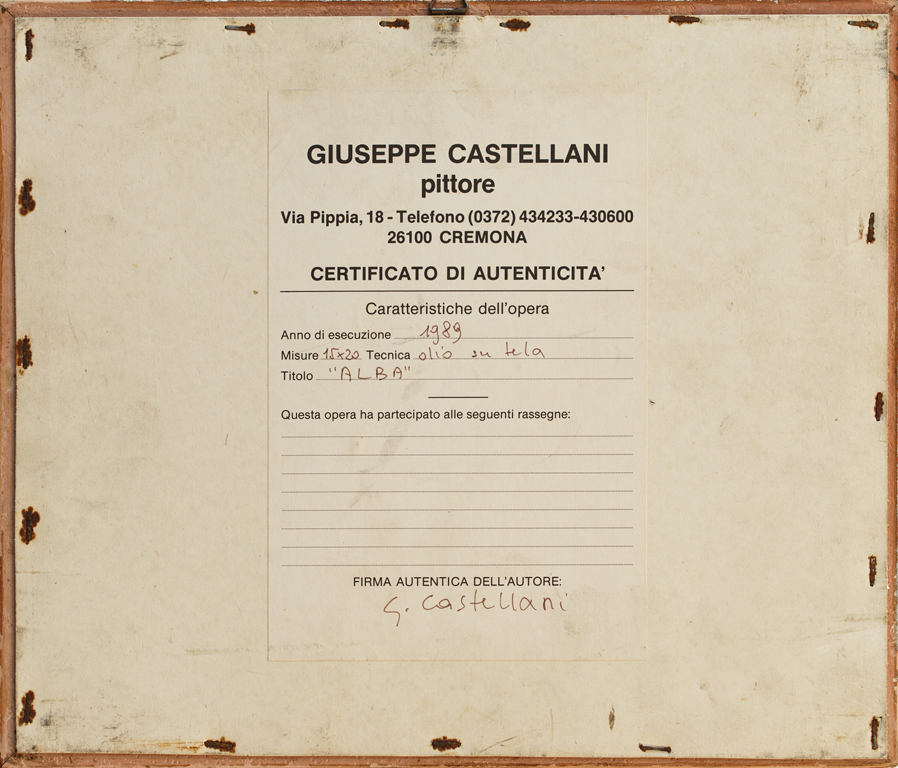 GIUSEPPE CASTELLANI
pittore
Via Pippia, 18 - Telefono (0372) 434233-430600
26100 CREMONA
CERTIFICATO DI AUTENTICITA'
Caratteristiche dell'opera
Anno di esecuzione 1989
Misure 15x20 Tecnica olio su tela
Titolo "ALBA"
Questa opera ha partecipato alle seguenti rassegne:
FIRMA AUTENTICA DELL'AUTORE:
G. Castellani